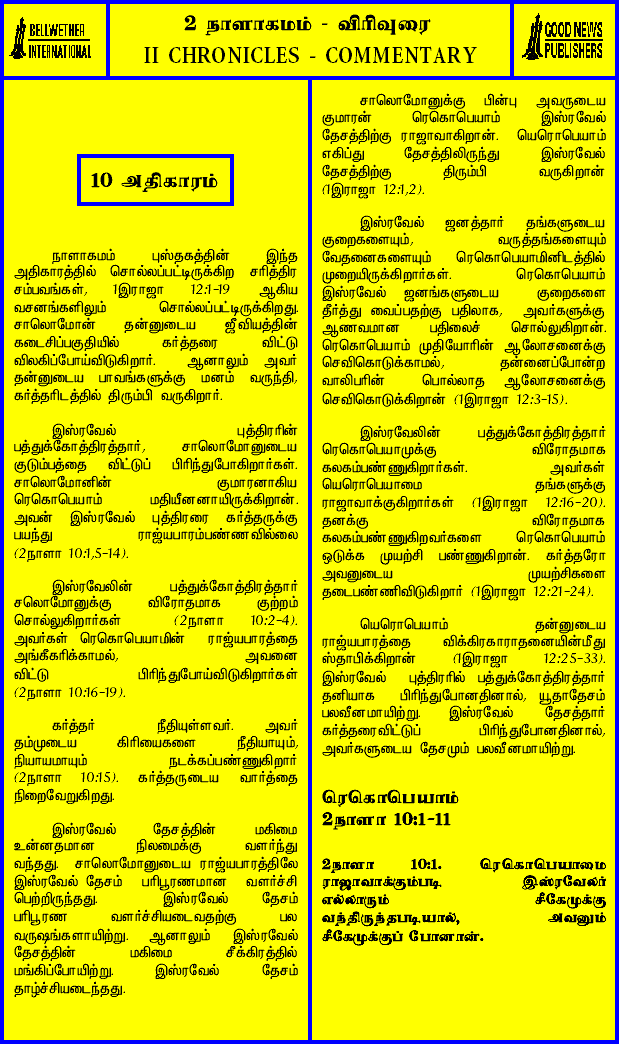 BELLWETHER
INTERNATIONAL
2 நாளாகமம் - விரிவுரை
II CHRONICLES - COMMENTARY
GOOD NEWS
PUBLISHERS
10 அதிகாரம்
நாளாகமம் புஸ்தகத்தின் இந்த
அதிகாரத்தில் சொல்லப்பட்டிருக்கிற சரித்திர
சம்பவங்கள், 1இராஜா 12:1-19 ஆகிய
வசனங்களிலும் சொல்லப்பட்டிருக்கிறது.
சாலொமோன் தன்னுடைய ஜீவியத்தின்
கடைசிப்பகுதியில் கர்த்தரை விட்டு
விலகிப்போய்விடுகிறார். ஆனாலும் அவர்
தன்னுடைய பாவங்களுக்கு மனம் வருந்தி,
கர்த்தரிடத்தில் திரும்பி வருகிறார்.
இஸ்ரவேல் புத்திரரின்
பத்துக்கோத்திரத்தார், சாலொமோனுடைய
குடும்பத்தை விட்டுப் பிரிந்துபோகிறார்கள்.
சாலொமோனின் குமாரனாகிய
ரெகொபெயாம் மதியீனனாயிருக்கிறான்.
அவன் இஸ்ரவேல் புத்திரரை கர்த்தருக்கு
பயந்து ராஜ்யபாரம்பண்ணவில்லை
(2நாளா 10:1,5-14).
இஸ்ரவேலின் பத்துக்கோத்திரத்தார்
சலொமோனுக்கு விரோதமாக குற்றம்
சொல்லுகிறார்கள் (2நாளா 10:2-4).
அவர்கள் ரெகொபெயாமின் ராஜ்யபாரத்தை
அங்கீகரிக்காமல், அவனை
விட்டு பிரிந்துபோய்விடுகிறார்கள்
(2நாளா 10:16-19).
கர்த்தர் நீதியுள்ளவர். அவர்
தம்முடைய கிரியைகளை நீதியாயும்,
நியாயமாயும் நடக்கப்பண்ணுகிறார்
(2நாளா 10:15). கர்த்தருடைய வார்த்தை
நிறைவேறுகிறது.
இஸ்ரவேல் தேசத்தின் மகிமை
உன்னதமான நிலமைக்கு வளர்ந்து
வந்தது. சாலொமோனுடைய ராஜ்யபாரத்திலே
இஸ்ரவேல் தேசம் பரிபூரணமான வளர்ச்சி
பெற்றிருந்தது. இஸ்ரவேல் தேசம்
பரிபூரண வளர்ச்சியடைவதற்கு பல
வருஷங்களாயிற்று. ஆனாலும் இஸ்ரவேல்
தேசத்தின் மகிமை சீக்கிரத்தில்
மங்கிப்போயிற்று. இஸ்ரவேல் தேசம்
தாழ்ச்சியடைந்தது.
சாலொமோனுக்கு பின்பு அவருடைய
குமாரன் ரெகொபெயாம் இஸ்ரவேல்
தேசத்திற்கு ராஜாவாகிறான். யெரொபெயாம்
எகிப்து தேசத்திலிருந்து இஸ்ரவேல்
தேசத்திற்கு திரும்பி வருகிறான்
(1இராஜா 12:1,2).
இஸ்ரவேல் ஜனத்தார் தங்களுடைய
குறைகளையும், வருத்தங்களையும்
வேதனைகளையும் ரெகொபெயாமினிடத்தில்
முறையிருக்கிறார்கள். ரெகொபெயாம்
இஸ்ரவேல் ஜனங்களுடைய குறைகளை
தீர்த்து வைப்பதற்கு பதிலாக, அவர்களுக்கு
ஆணவமான பதிலைச் சொல்லுகிறான்.
ரெகொபெயாம் முதியோரின் ஆலோசனைக்கு
செவிகொடுக்காமல், தன்னைப்போன்ற
வாலிபரின் பொல்லாத ஆலோசனைக்கு
செவிகொடுக்கிறான் (1இராஜா 12:3-15).
இஸ்ரவேலின் பத்துக்கோத்திரத்தார்
ரெகொபெயாமுக்கு விரோதமாக
கலகம்பண்ணுகிறார்கள். அவர்கள்
யெரொபெயாமை தங்களுக்கு
ராஜாவாக்குகிறார்கள் (1இராஜா 12:16-20).
தனக்கு விரோதமாக
கலகம்பண்ணுகிறவர்களை ரெகொபெயாம்
ஒடுக்க முயற்சி பண்ணுகிறான். கர்த்தரோ
அவனுடைய முயற்சிகளை
தடைபண்ணிவிடுகிறார் (1இராஜா 12:21-24).
யெரொபெயாம் தன்னுடைய
ராஜ்யபாரத்தை விக்கிரகாராதனையின்மீது
ஸ்தாபிக்கிறான் (1இராஜா 12:25-33).
இஸ்ரவேல் புத்திரரில் பத்துக்கோத்திரத்தார்
தனியாக பிரிந்துபோனதினால், யூதாதேசம்
பலவீனமாயிற்று. இஸ்ரவேல் தேசத்தார்
கர்த்தரைவிட்டுப் பிரிந்துபோனதினால்,
அவர்களுடைய தேசமும் பலவீனமாயிற்று.
ரெகொபெயாம்
2நாளா 10:1-11
2நாளா 10:1. ரெகொபெயாமை
ராஜாவாக்கும்படி இஸ்ரவேலர்
எல்லாரும் சீகேமுக்கு
வந்திருந்தபடியால், அவனும்
சீகேமுக்குப் போனான்.